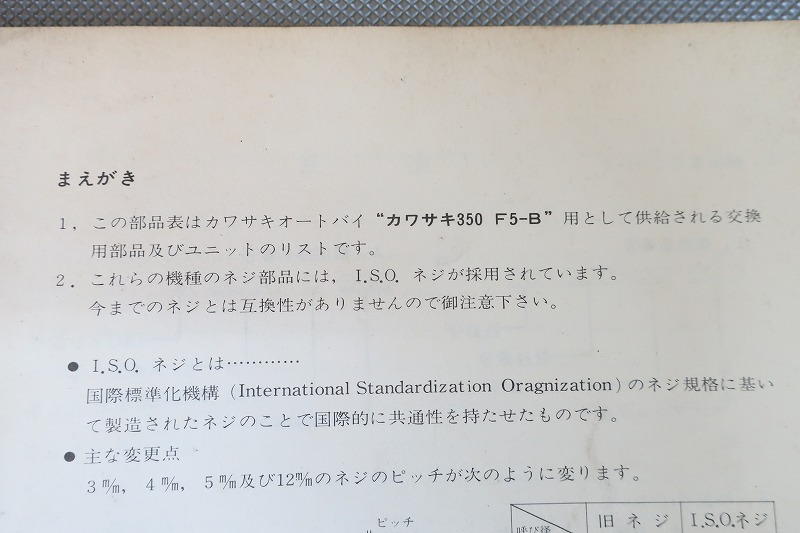 まえがき
1，この部品表はカワサキオートバイ“カワサキ350 F5-B”用として供給される交換
用部品及びユニットのリストです。
2．これらの機種のネジ部品には，I.S.O. ネジが採用されています。
今までのネジとは互換性がありませんので御注意下さい。
● I.S.O. ネジとは…………
国際標準化機構（International Standardization Oragnization）のネジ規格に基い
て製造されたネジのことで国際的に共通性を持たせたものです。
● 主な変更点
3 m/m，4 m/m，5 m/m及び12m/mのネジのピッチが次のように変ります。
ピッチ
呼び径
旧 ネ ジ
I.S.O.ネジ